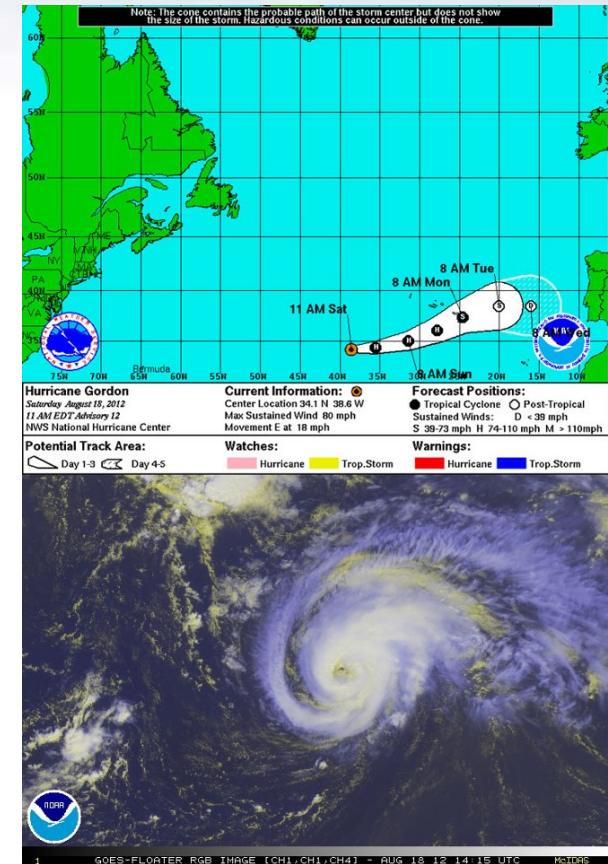 Note: The cone contains the probable path of the storm center but does not show
the size of the storm. Hazardous conditions can occur outside of the cone.
60N
50N
45N
40N
35N
ME
VT NH
NY
MA
PA
VA
NC
8 AM Tue
8 AM Mon
11 AM Sat
S
D
S
H
H
H
8 AM Wed
8 AM Sun
Bermuda
75W 70W 65W 60W 55W 50W 45W 40W 35W 30W 25W 20W 15W 10W
Hurricane Gordon
Saturday August 18, 2012
11 AM EDT Advisory 12
NWS National Hurricane Center
Current Information:
Center Location 34.1 N 38.6 W
Max Sustained Wind 80 mph
Movement E at 18 mph
Forecast Positions:
Tropical Cyclone Post-Tropical
Sustained Winds: D < 39 mph
S 39-73 mph H 74-110 mph M > 110mph
Potential Track Area:
Day 1-3 Day 4-5
Watches:
Hurricane Trop.Storm
Warnings:
Hurricane Trop.Storm
NOAA
1 GOES-FLOATER RGB IMAGE [CH1,CH1,CH4] - AUG 18 12 14:15 UTC McIDAS